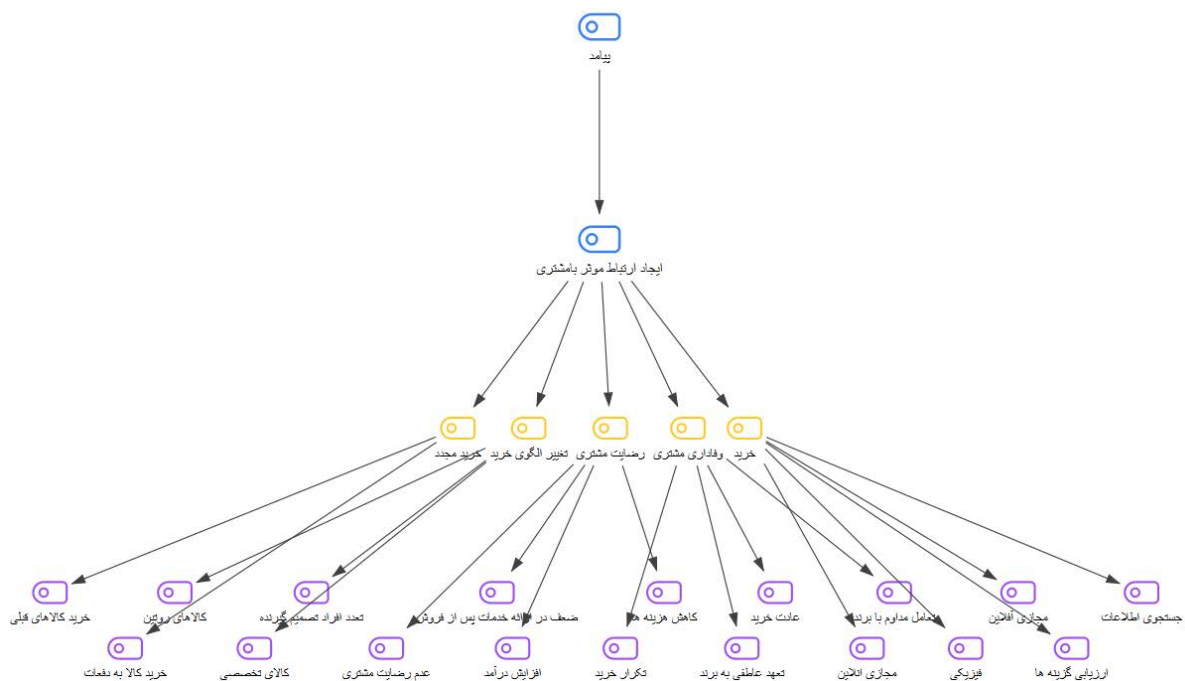 پیامد
ایجاد ارتباط موثر بامشتری
خرید
وفاداری مشتری
رضایت مشتری
تغییر الگوی خرید
خرید مجدد
جستجوی اطلاعات
مجازی آفلاین
تعامل مداوم با برند
عادت خرید
کاهش هزینه ها
ضعف در ارائه خدمات پس از فروش
تعدد افراد تصمیم گیرنده
کالاهای روتین
خرید کالاهای قبلی
ارزیابی گزینه ها
فیزیکی
مجازی انلاین
تعهد عاطفی به برند
تکرار خرید
افزایش درآمد
عدم رضایت مشتری
کالای تخصصی
خرید کالا به دفعات